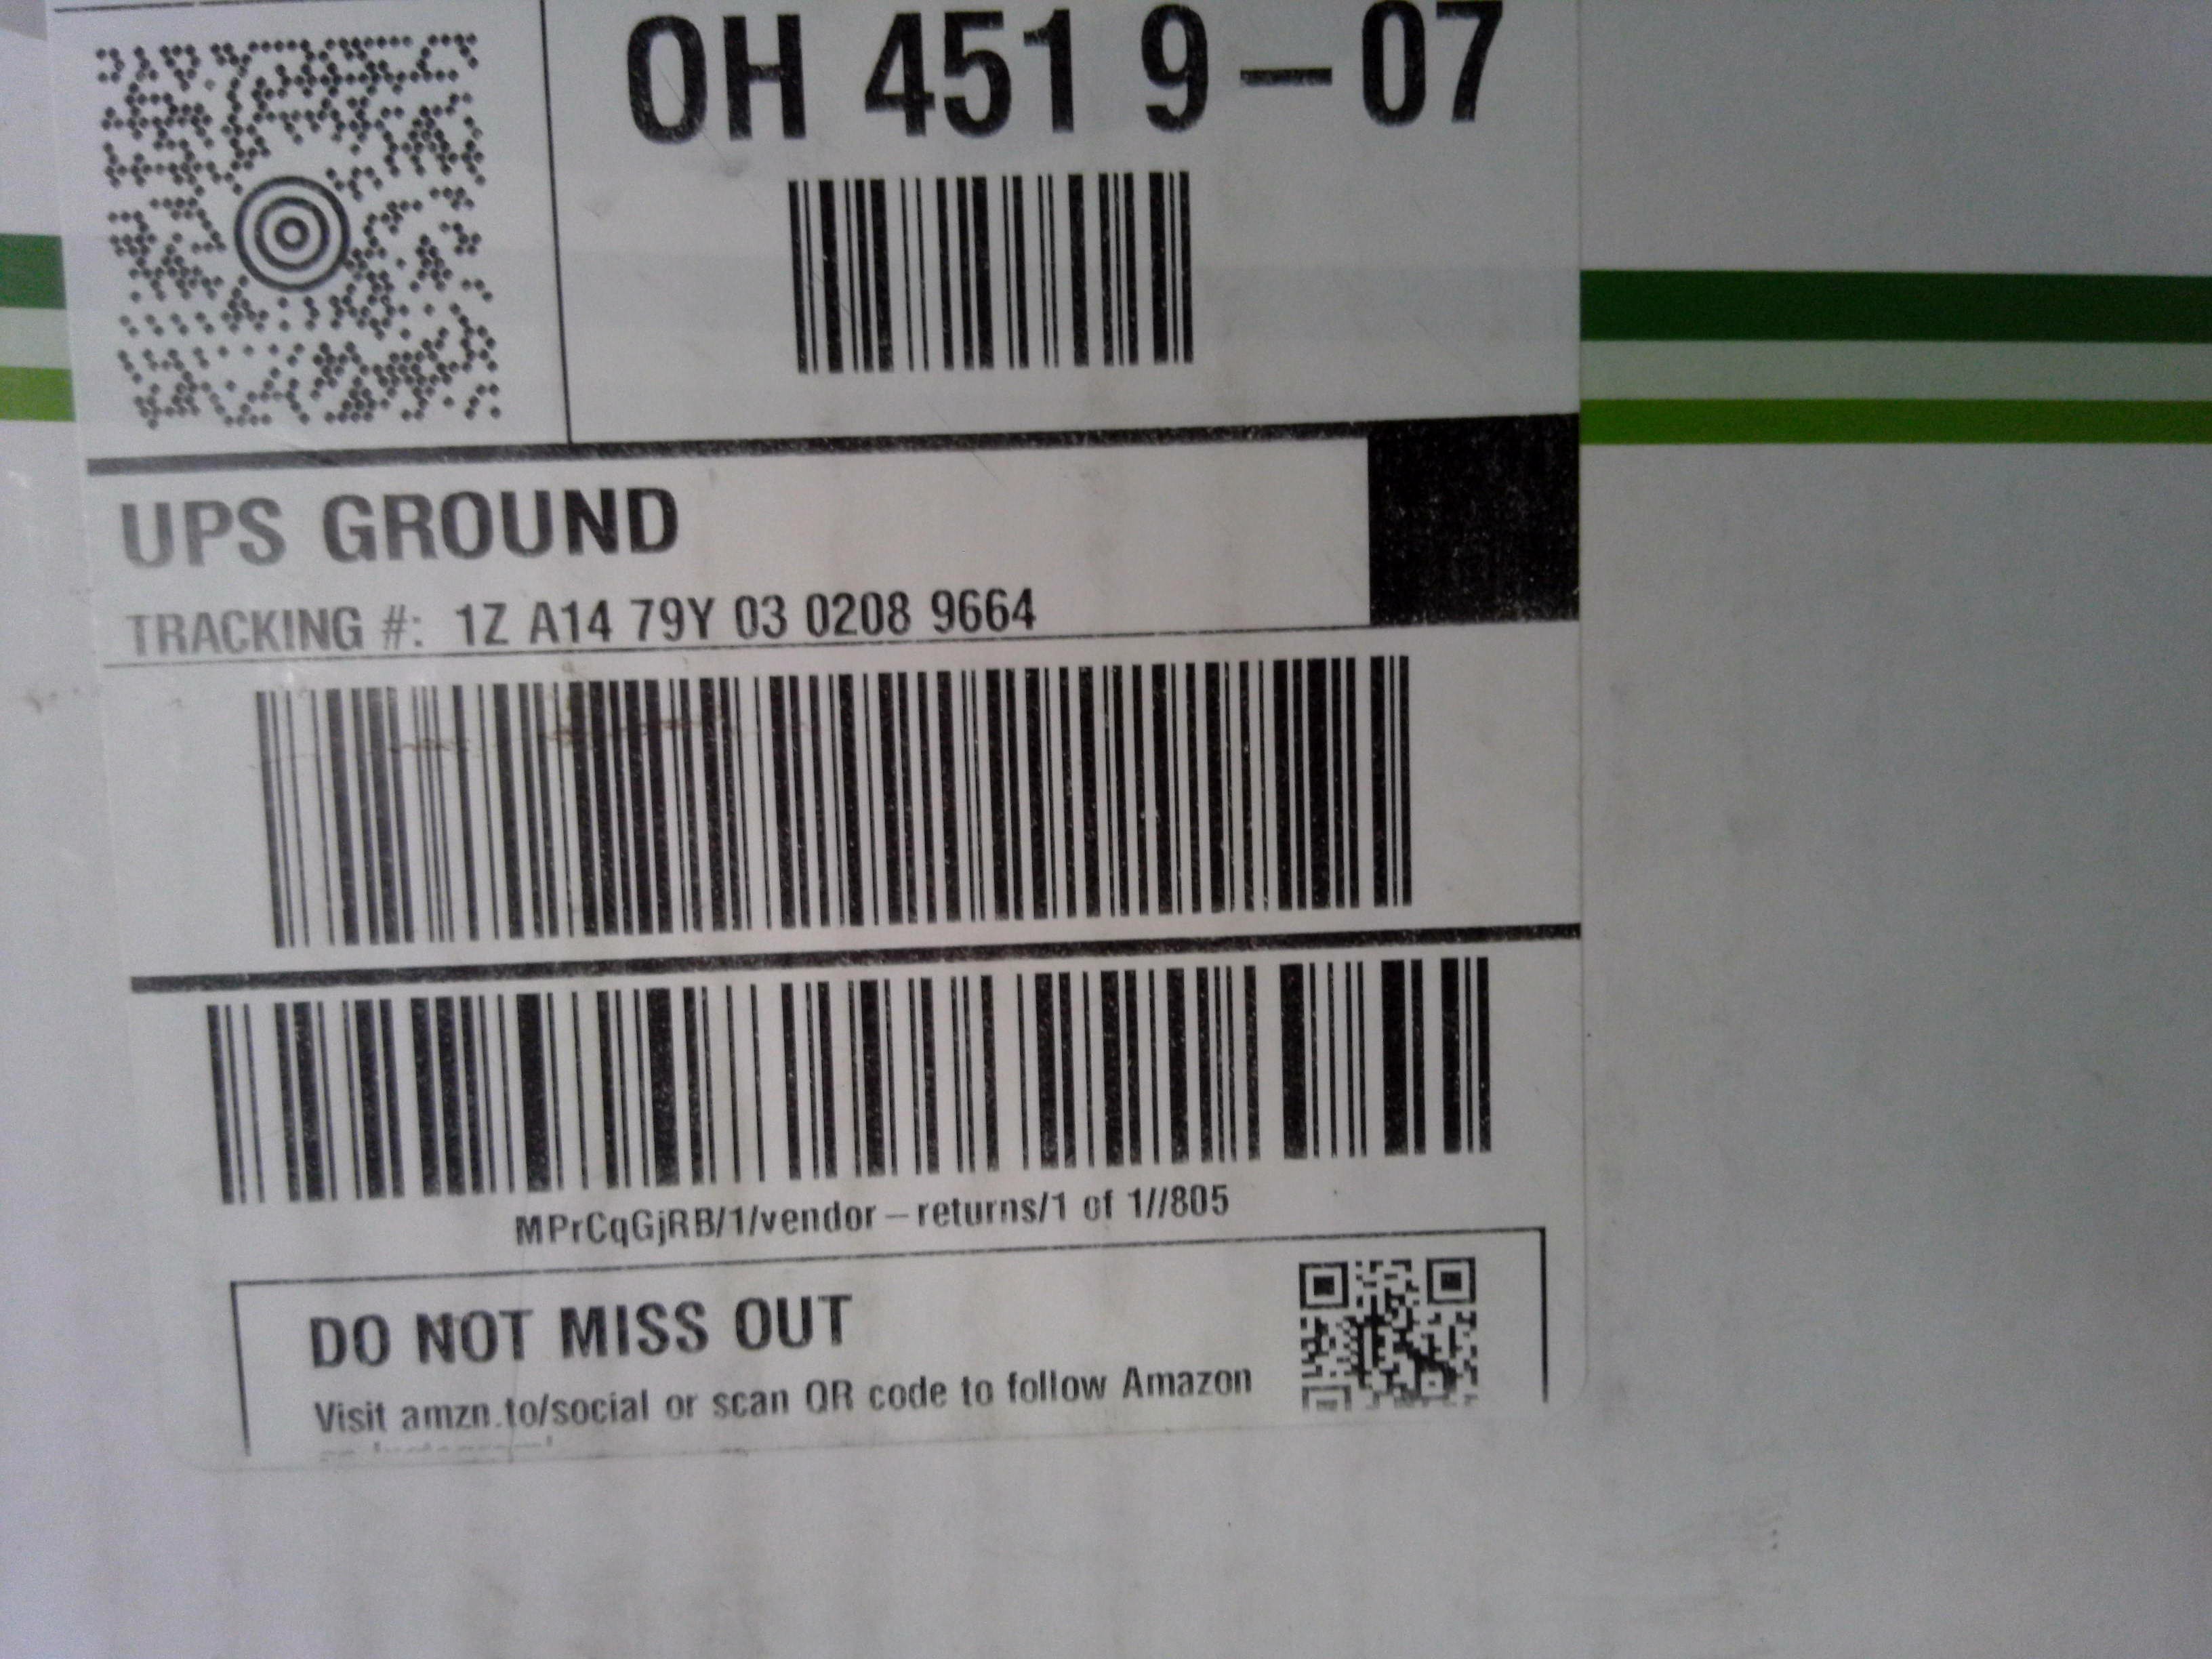 OH 451 9-07
UPS GROUND
TRACKING #: 1Z A14 79Y 03 0208 9664
MPrCqGjRB/1/vendor-returns/1 of 1//805
DO NOT MISS OUT
Visit amzn.to/social or scan QR code to follow Amazon